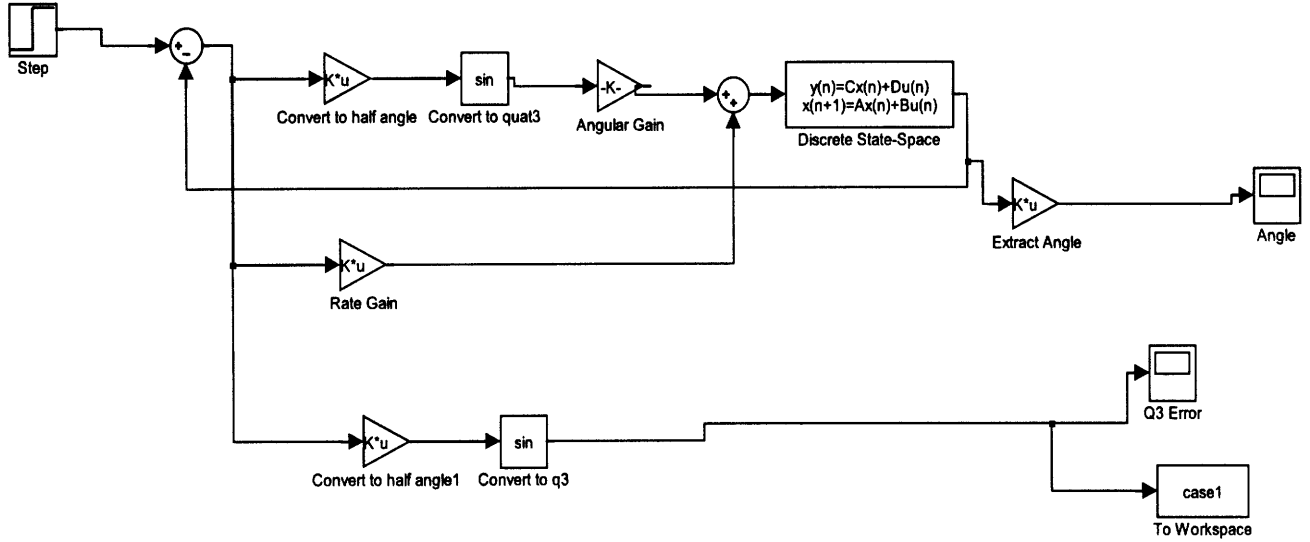 Step
+
-
K*u
Convert to half angle
sin
Convert to quat3
-K-
Angular Gain
+
+
y(n)=Cx(n)+Du(n)
x(n+1)=Ax(n)+Bu(n)
Discrete State-Space
K*u
Extract Angle
Angle
K*u
Rate Gain
Q3 Error
K*u
Convert to half angle1
sin
Convert to q3
case1
To Workspace